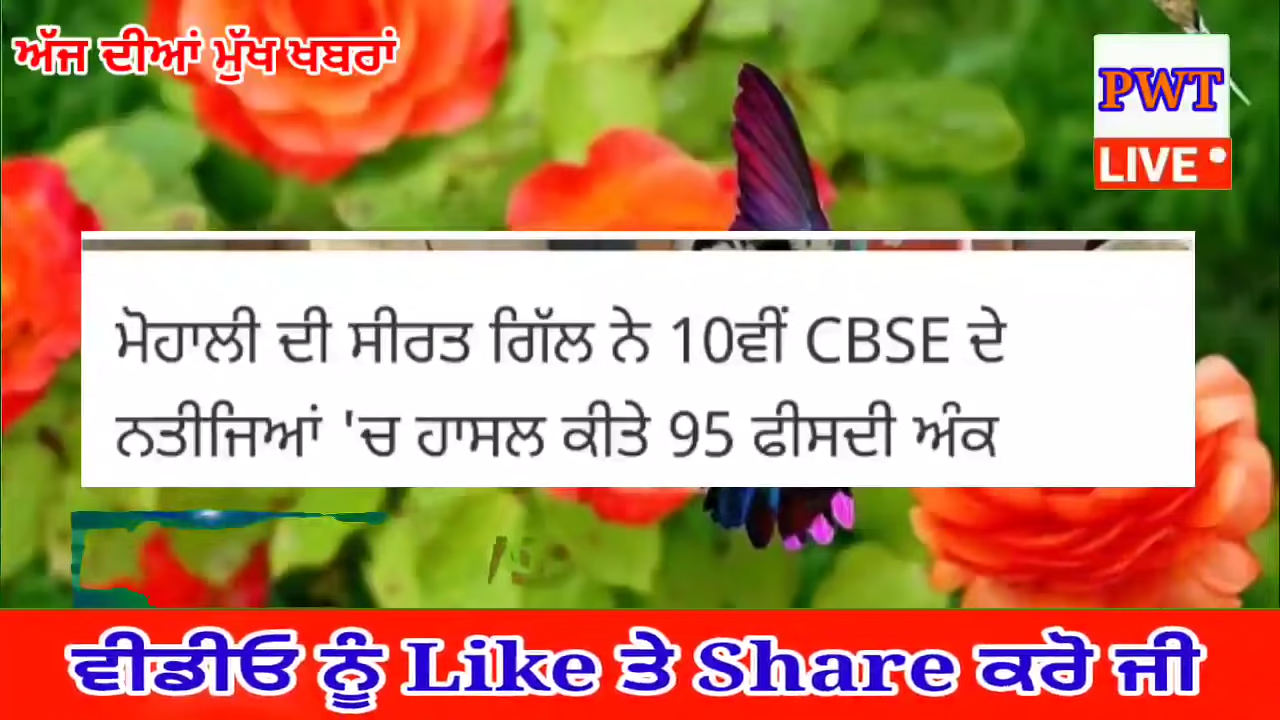 ਅੱਜ ਦੀਆਂ ਮੁੱਖ ਖਬਰਾਂ
PWT
LIVE
ਮੋਹਾਲੀ ਦੀ ਸੀਰਤ ਗਿੱਲ ਨੇ 10ਵੀਂ CBSE ਦੇ
ਨਤੀਜਿਆਂ 'ਚ ਹਾਸਲ ਕੀਤੇ 95 ਫੀਸਦੀ ਅੰਕ
ਵੀਡੀਓ ਨੂੰ Like ਤੇ Share ਕਰੋ ਜੀ